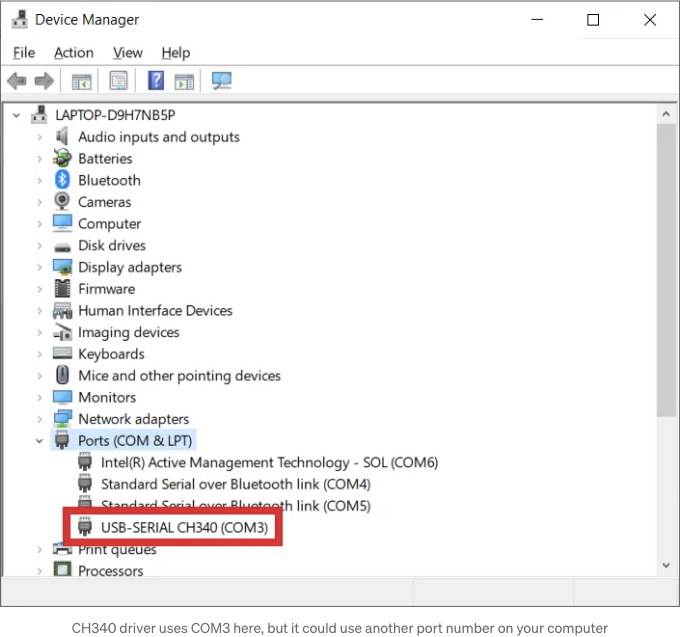 Device Manager
File Action View Help
LAPTOP-D9H7NB5P
Audio inputs and outputs
Batteries
Bluetooth
Cameras
Computer
Disk drives
Display adapters
Firmware
Human Interface Devices
Imaging devices
Keyboards
Mice and other pointing devices
Monitors
Network adapters
Ports (COM & LPT)
Intel(R) Active Management Technology - SOL (COM6)
Standard Serial over Bluetooth link (COM4)
Standard Serial over Bluetooth link (COM5)
USB-SERIAL CH340 (COM3)
Print queues
Processors
CH340 driver uses COM3 here, but it could use another port number on your computer